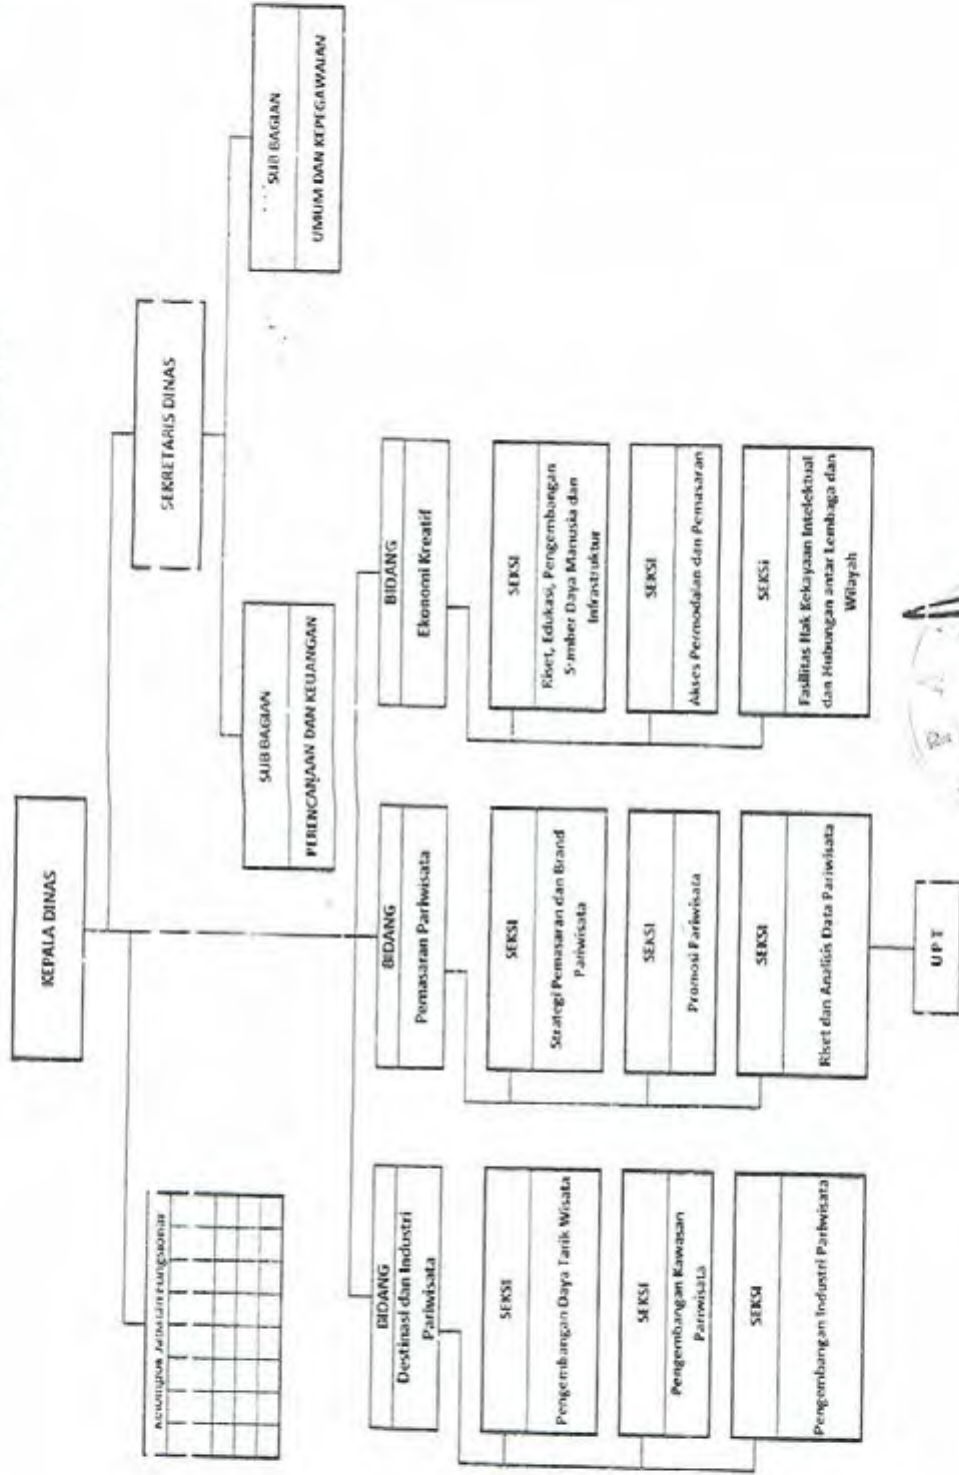 KEPALA DINAS
Kelompok Jabatan Fungsional
SEKRETARIS DINAS
SUB BAGIAN
PERENCANAAN DAN KEUANGAN
SUB BAGIAN
UMUM DAN KEPEGAWAIAN
BIDANG
Destinasi dan Industri
Pariwisata
SEKSI
Pengembangan Daya Tarik Wisata
SEKSI
Pengembangan Kawasan
Pariwisata
SEKSI
Pengembangan Industri Pariwisata
BIDANG
Pemasaran Pariwisata
SEKSI
Strategi Pemasaran dan Brand
Pariwisata
SEKSI
Promosi Pariwisata
SEKSI
Riset dan Analisis Data Pariwisata
BIDANG
Ekonomi Kreatif
SEKSI
Riset, Edukasi, Pengembangan
Sumber Daya Manusia dan
Infrastruktur
SEKSI
Akses Permodalan dan Pemasaran
SEKSI
Fasilitas Hak Kekayaan Intelektual
dan Hubungan antar Lembaga dan
Wilayah
UPT